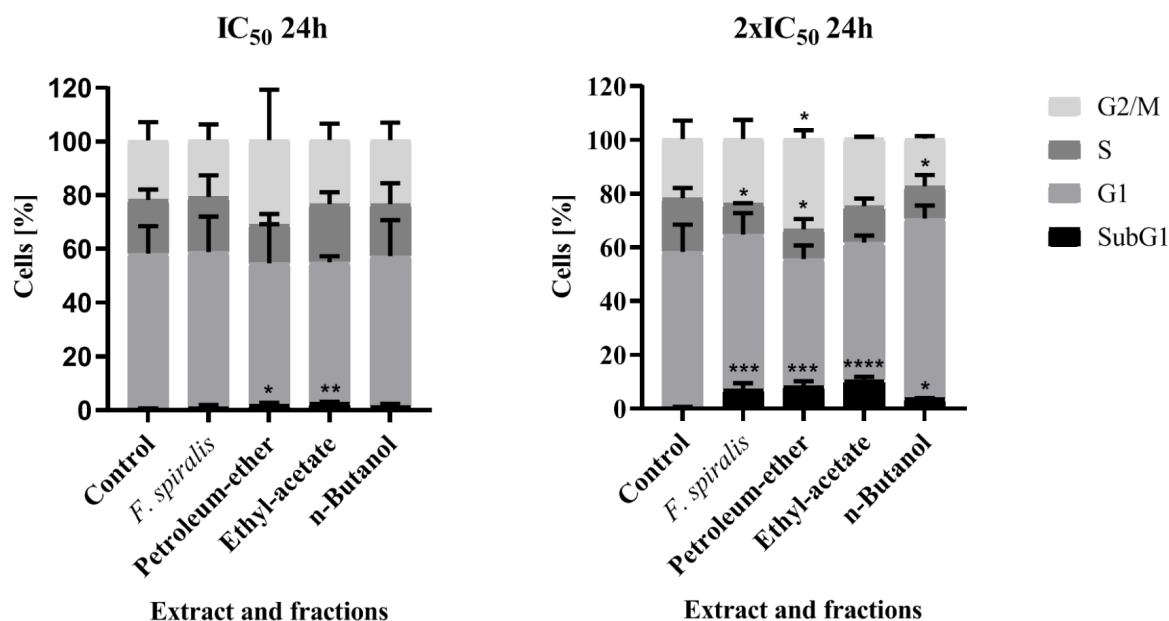 IC₅₀ 24h
Cells [%]
120
100
80
60
40
20
0
*
**
Control
F. spiralis
Petroleum-ether
Ethyl-acetate
n-Butanol
Extract and fractions
2xIC₅₀ 24h
Cells [%]
120
100
80
60
40
20
0
*
*
*
*
***
***
****
*
Control
F. spiralis
Petroleum-ether
Ethyl-acetate
n-Butanol
Extract and fractions
G2/M
S
G1
SubG1